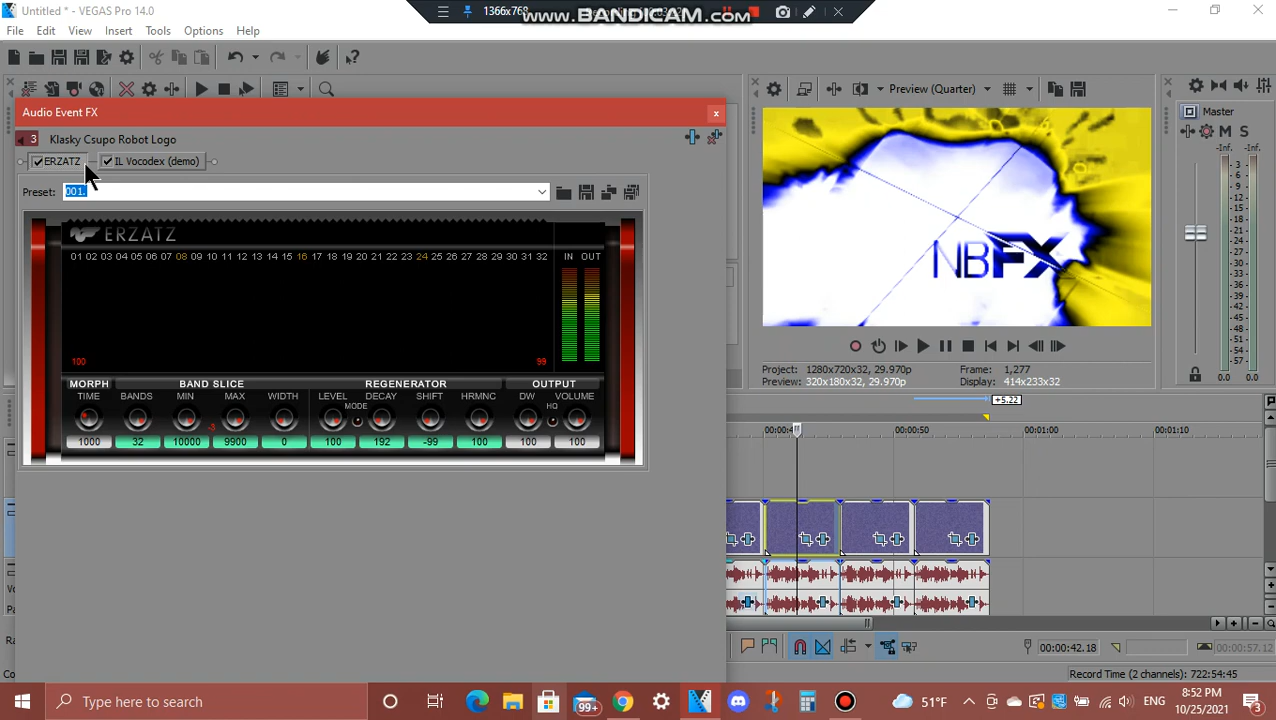 Untitled * - VEGAS Pro 14.0
1366x768
www.BANDICAM.com
File Edit View Insert Tools Options Help
Audio Event FX
3 Klasky Csupo Robot Logo
ERZATZ IL Vocodex (demo)
Preset: 001.
ERZATZ
01 02 03 04 05 06 07 08 09 10 11 12 13 14 15 16 17 18 19 20 21 22 23 24 25 26 27 28 29 30 31 32 IN OUT
100 99
MORPH BAND SLICE REGENERATOR OUTPUT
TIME BANDS MIN MAX WIDTH LEVEL DECAY SHIFT HRMNC DW VOLUME
MODE HQ
-3
1000 32 10000 9900 0 100 192 -99 100 100 100
Preview (Quarter)
NBFX
Project: 1280x720x32, 29.970p Frame: 1,277
Preview: 320x180x32, 29.970p Display: 414x233x32
Master
M S
-Inf. -Inf.
- 3 -
- 6 -
- 9 -
-12-
-15-
-18-
-21-
-24-
-27-
-30-
-33-
-36-
-39-
-42-
-45-
-48-
-51-
-54-
-57-
0.0 0.0
+5.22
00:00:50 00:01:00 00:01:10
00:00:42.18 00:00:57.12
Record Time (2 channels): 722:54:45
Type here to search
99+
51°F
ENG
8:52 PM
10/25/2021
3